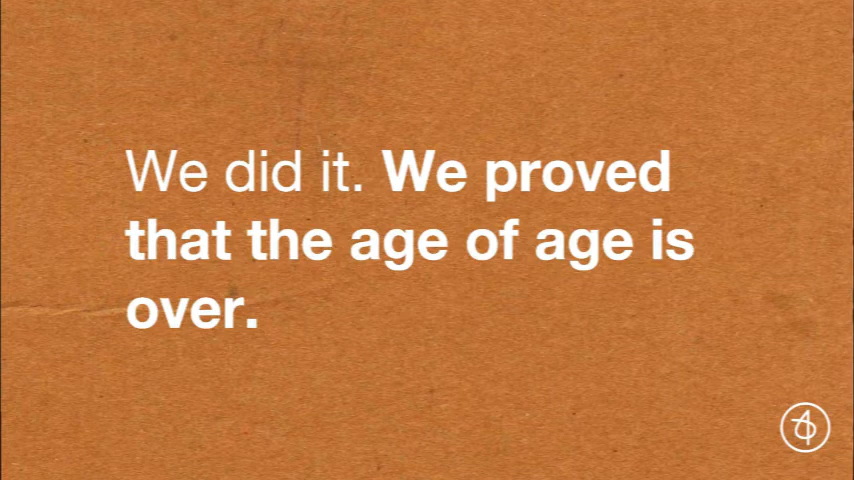 We did it. We proved
that the age of age is
over.